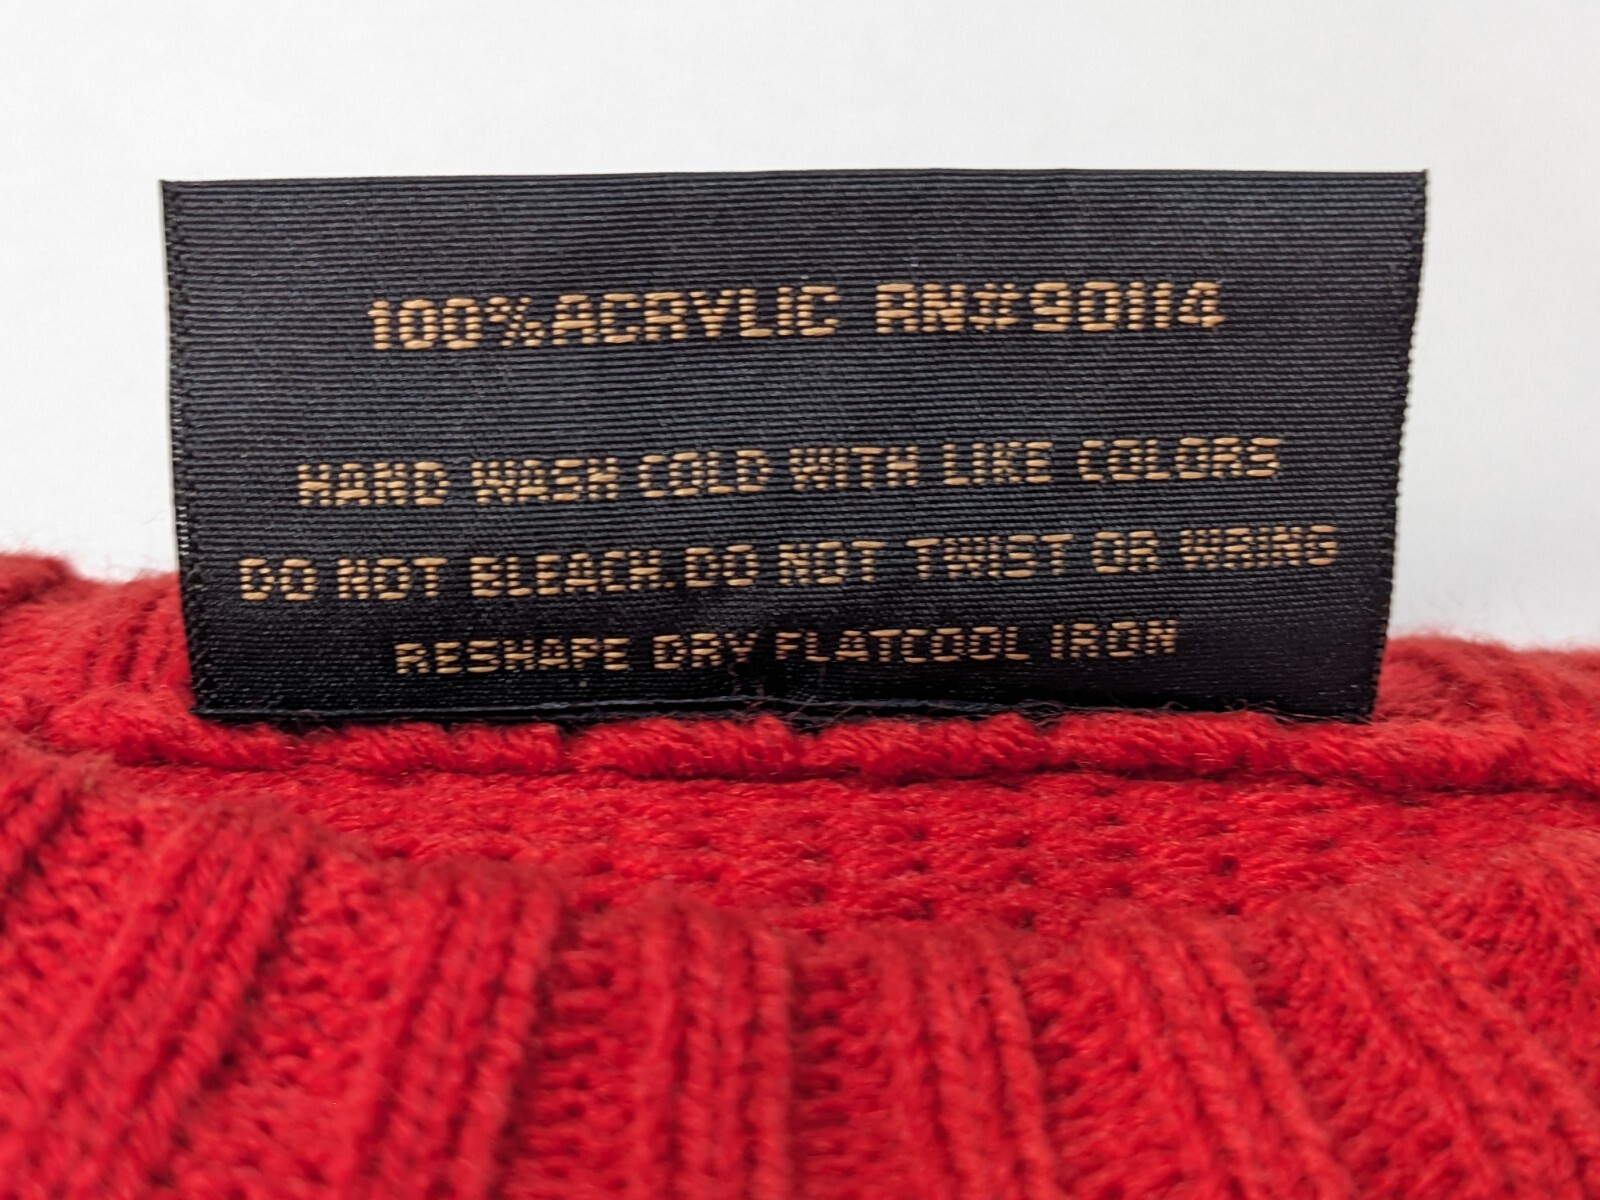 100% ACRYLIC RN#90114
HAND WASH COLD WITH LIKE COLORS
DO NOT BLEACH.DO NOT TWIST OR WRING
RESHAPE DRY FLATCOOL IRON